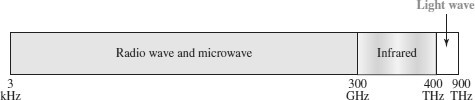 Light wave
Radio wave and microwave Infrared
3 300 400 900
kHz GHz THz THz